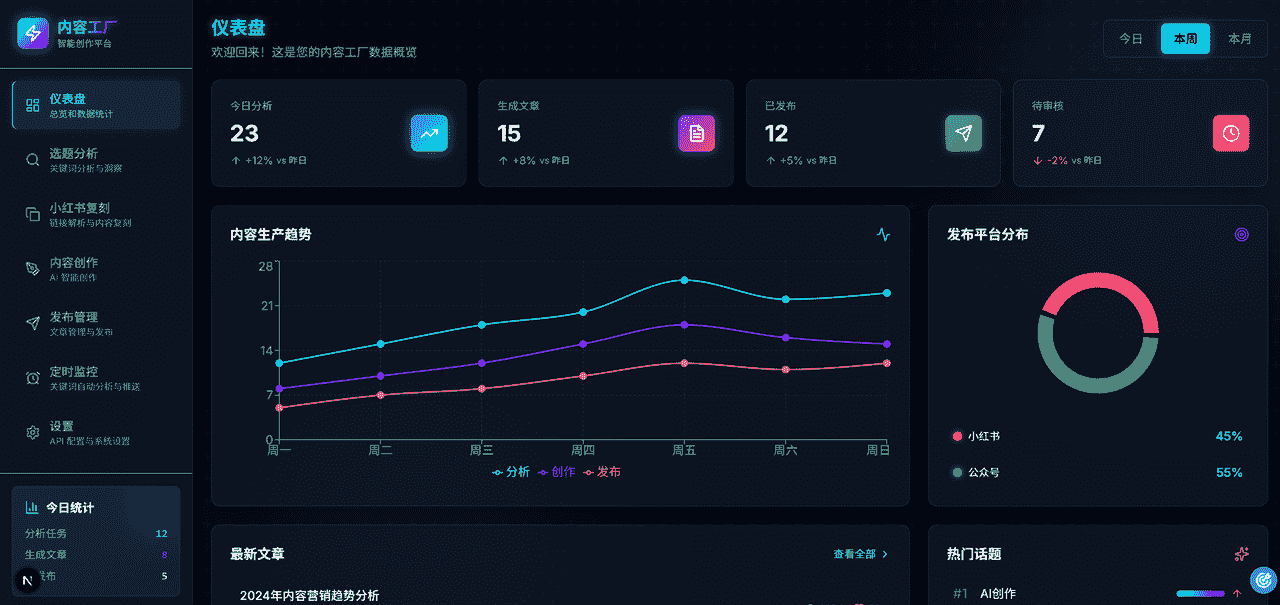 内容工厂
智能创作平台
仪表盘
总览和数据统计
选题分析
关键词分析与洞察
小红书复刻
链接解析与内容复刻
内容创作
AI 智能创作
发布管理
文章管理与发布
定时监控
关键词自动分析与推送
设置
API 配置与系统设置
今日统计
分析任务 12
生成文章 8
发布 5
N
仪表盘
欢迎回来！这是您的内容工厂数据概览
今日 本周 本月
今日分析
23
+12% vs 昨日
生成文章
15
+8% vs 昨日
已发布
12
+5% vs 昨日
待审核
7
-2% vs 昨日
内容生产趋势
28
21
14
7
0
周一 周二 周三 周四 周五 周六 周日
分析 创作 发布
发布平台分布
小红书 45%
公众号 55%
最新文章 查看全部
2024年内容营销趋势分析
热门话题
#1 AI创作